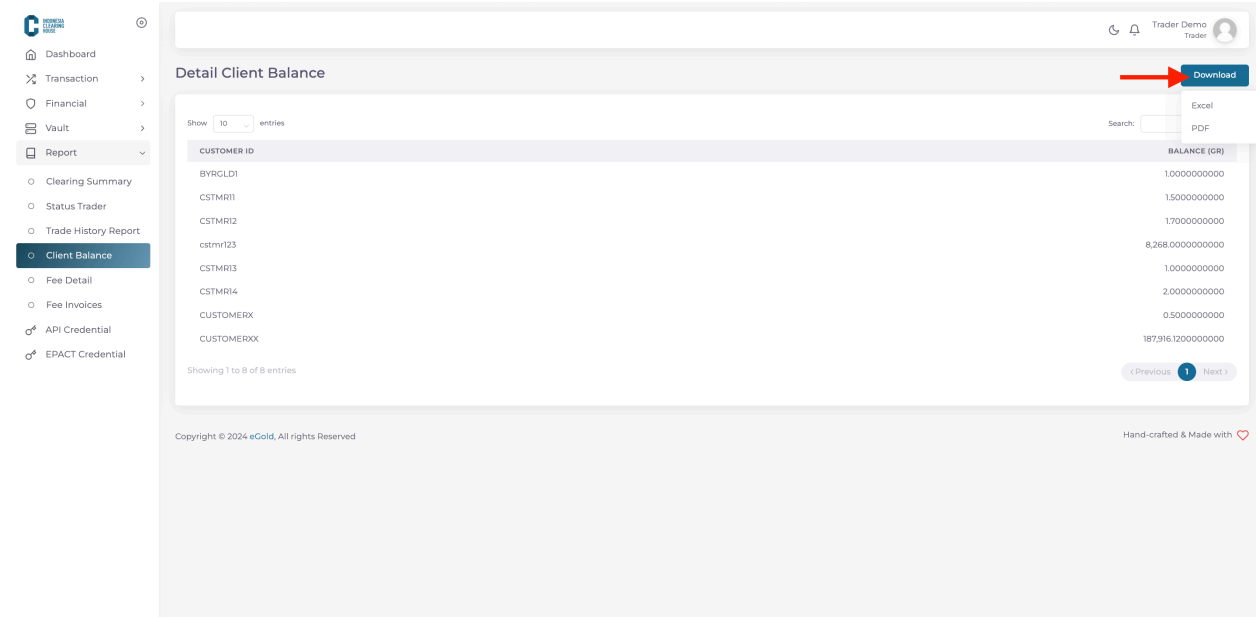 INDONESIA
CLEARING
HOUSE
Dashboard
Transaction
Financial
Vault
Report
Clearing Summary
Status Trader
Trade History Report
Client Balance
Fee Detail
Fee Invoices
API Credential
EPACT Credential
Trader Demo
Trader
Detail Client Balance
Download
Excel
PDF
Show 10 entries
Search:
CUSTOMER ID BALANCE (GR)
BYRGLD1 1.0000000000
CSTMR11 1.5000000000
CSTMR12 1.7000000000
cstmr123 8,268.0000000000
CSTMR13 1.0000000000
CSTMR14 2.0000000000
CUSTOMERX 0.5000000000
CUSTOMERXX 187,916.1200000000
Showing 1 to 8 of 8 entries
‹ Previous 1 Next ›
Copyright © 2024 eGold, All rights Reserved
Hand-crafted & Made with